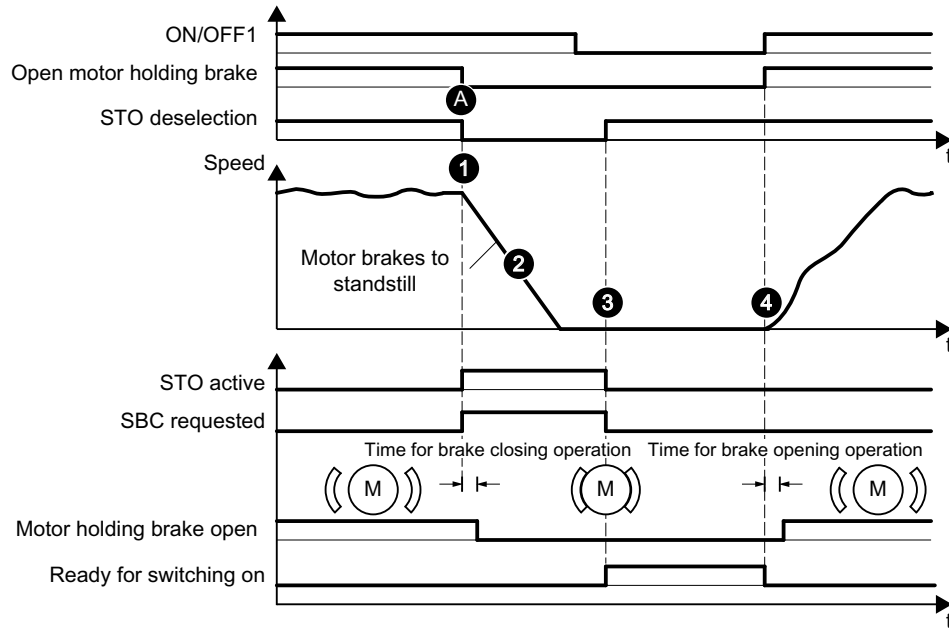 ON/OFF1
Open motor holding brake
A
STO deselection
t
Speed
1
Motor brakes to
standstill
2
3
4
t
STO active
SBC requested
Time for brake closing operation
Time for brake opening operation
M
M
M
Motor holding brake open
Ready for switching on
t